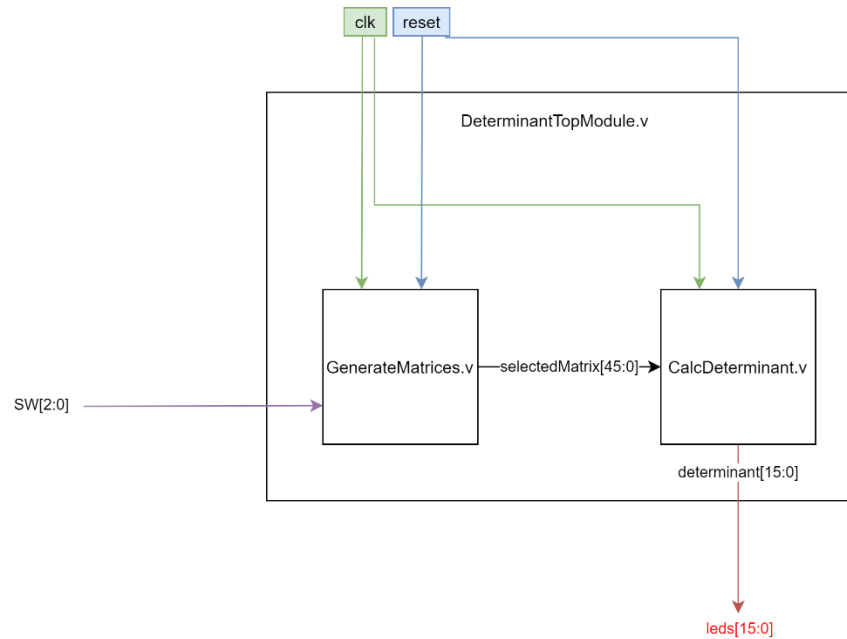 clk
reset
DeterminantTopModule.v
GenerateMatrices.v
selectedMatrix[45:0]
CalcDeterminant.v
SW[2:0]
determinant[15:0]
leds[15:0]